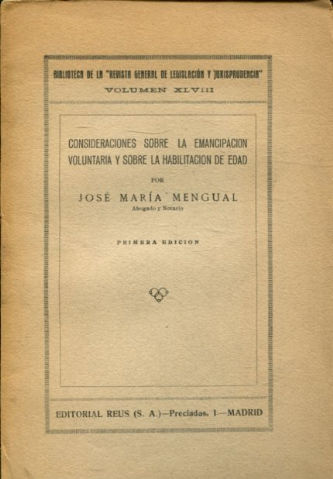 BIBLIOTECA DE LA "REVISTA GENERAL DE LEGISLACIÓN Y JURISPRUDENCIA"
VOLUMEN XLVIII
CONSIDERACIONES SOBRE LA EMANCIPACION
VOLUNTARIA Y SOBRE LA HABILITACION DE EDAD
POR
JOSÉ MARÍA MENGUAL
Abogado y Notario
PRIMERA EDICION
EDITORIAL REUS (S. A.)—Preciados, 1—MADRID